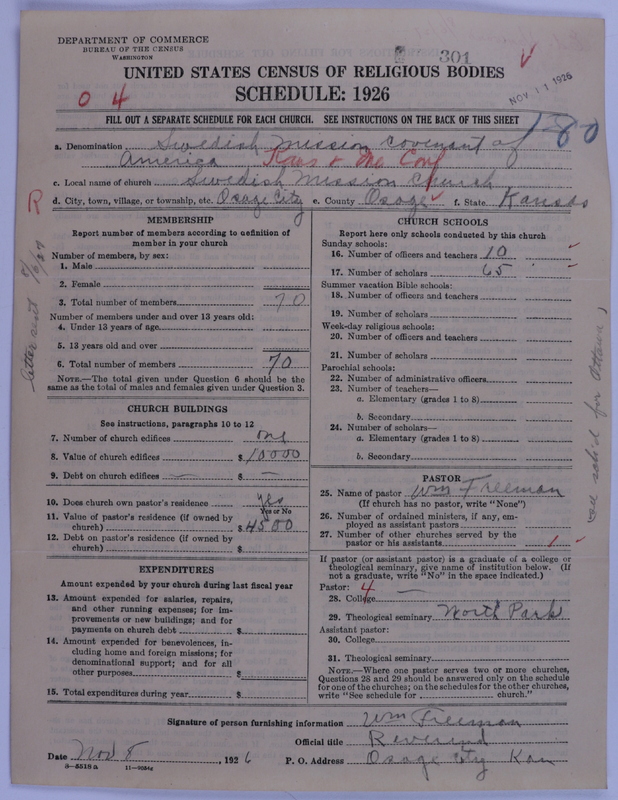 DEPARTMENT OF COMMERCE
BUREAU OF THE CENSUS
WASHINGTON
301
NOV 11 1926
UNITED STATES CENSUS OF RELIGIOUS BODIES
SCHEDULE: 1926
0 4
FILL OUT A SEPARATE SCHEDULE FOR EACH CHURCH. SEE INSTRUCTIONS ON THE BACK OF THIS SHEET
180
a. Denomination Swedish Mission Covenant of
America Kans & Mo Conf
c. Local name of church Swedish Mission Church
d. City, town, village, or township, etc. Osage City e. County Osage f. State Kansas
R
letter sent
MEMBERSHIP
Report number of members according to definition of
member in your church
Number of members, by sex:
1. Male
2. Female
3. Total number of members 70
Number of members under and over 13 years old:
4. Under 13 years of age
5. 13 years old and over
6. Total number of members 70
NOTE.—The total given under Question 6 should be the
same as the total of males and females given under Question 3.
CHURCH BUILDINGS
See instructions, paragraphs 10 to 12
7. Number of church edifices one
8. Value of church edifices $ 10000
9. Debt on church edifices — $ —
10. Does church own pastor's residence yes
Yes or No
11. Value of pastor's residence (if owned by
church) $ 4500
12. Debt on pastor's residence (if owned by
church) $
EXPENDITURES
Amount expended by your church during last fiscal year
13. Amount expended for salaries, repairs,
and other running expenses; for im-
provements or new buildings; and for
payments on church debt $
14. Amount expended for benevolences, in-
cluding home and foreign missions; for
denominational support; and for all
other purposes $
15. Total expenditures during year $
CHURCH SCHOOLS
Report here only schools conducted by this church
Sunday schools:
16. Number of officers and teachers 10
17. Number of scholars 65
Summer vacation Bible schools:
18. Number of officers and teachers
19. Number of scholars
Week-day religious schools:
20. Number of officers and teachers
21. Number of scholars
Parochial schools:
22. Number of administrative officers
23. Number of teachers—
a. Elementary (grades 1 to 8)
b. Secondary
24. Number of scholars—
a. Elementary (grades 1 to 8)
b. Secondary
PASTOR
25. Name of pastor Wm Freeman
(If church has no pastor, write "None")
26. Number of ordained ministers, if any, em-
ployed as assistant pastors
27. Number of other churches served by the
pastor or his assistants 1
If pastor (or assistant pastor) is a graduate of a college or
theological seminary, give name of institution below. (If
not a graduate, write "No" in the space indicated.)
Pastor: 4
28. College —
29. Theological seminary North Park
Assistant pastor:
30. College
31. Theological seminary
NOTE.—Where one pastor serves two or more churches,
Questions 28 and 29 should be answered only on the schedule
for one of the churches; on the schedules for the other churches,
write "See schedule for church."
for Ottawa
Signature of person furnishing information Wm Freeman
Official title Reverend
Date Nov 8, 1926 P. O. Address Osage City Kan
8—5518a 11—9034